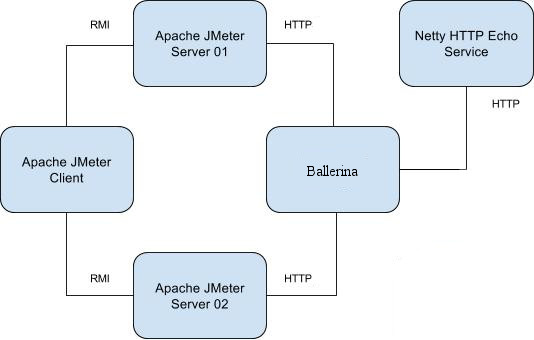 RMI
Apache JMeter
Server 01
HTTP
Netty HTTP Echo
Service
HTTP
Apache JMeter
Client
Ballerina
RMI
Apache JMeter
Server 02
HTTP